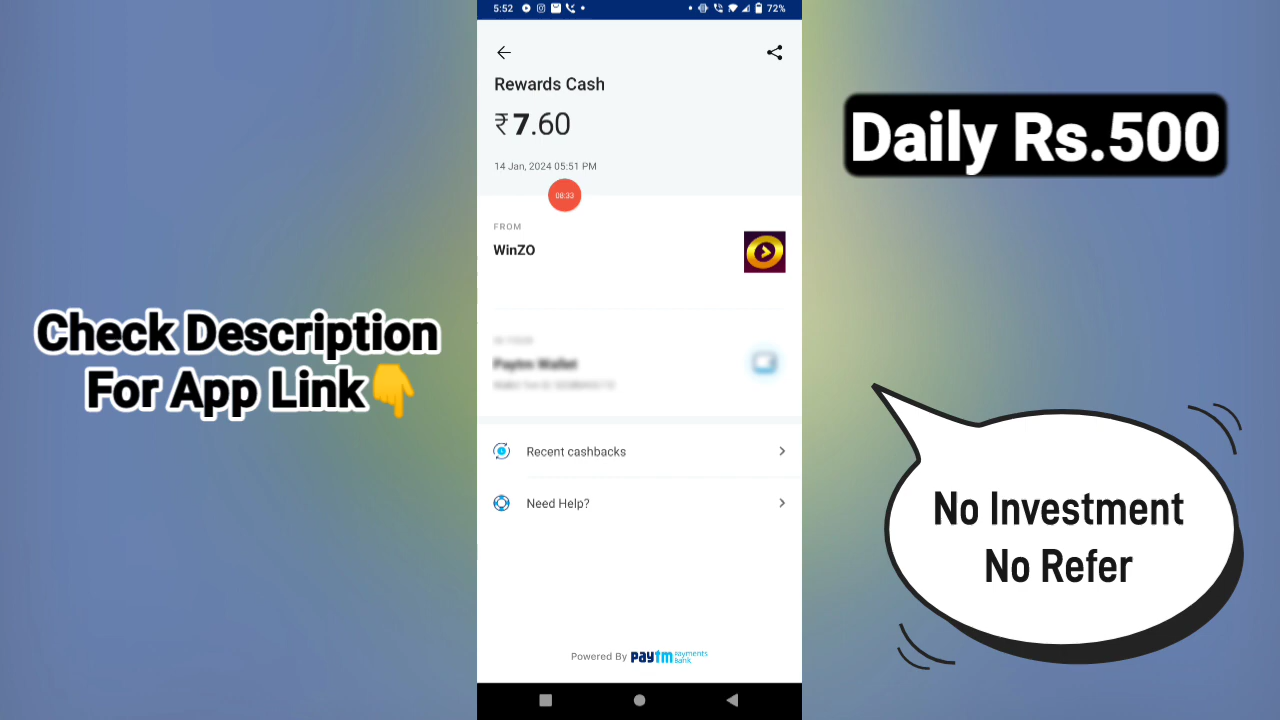 5:52
72%
Rewards Cash
₹7.60
14 Jan, 2024 05:51 PM
08:33
FROM
WinZO
Paytm Wallet
Recent cashbacks
Need Help?
Powered By paytm payments bank
Check Description
For App Link👇
Daily Rs.500
No Investment
No Refer